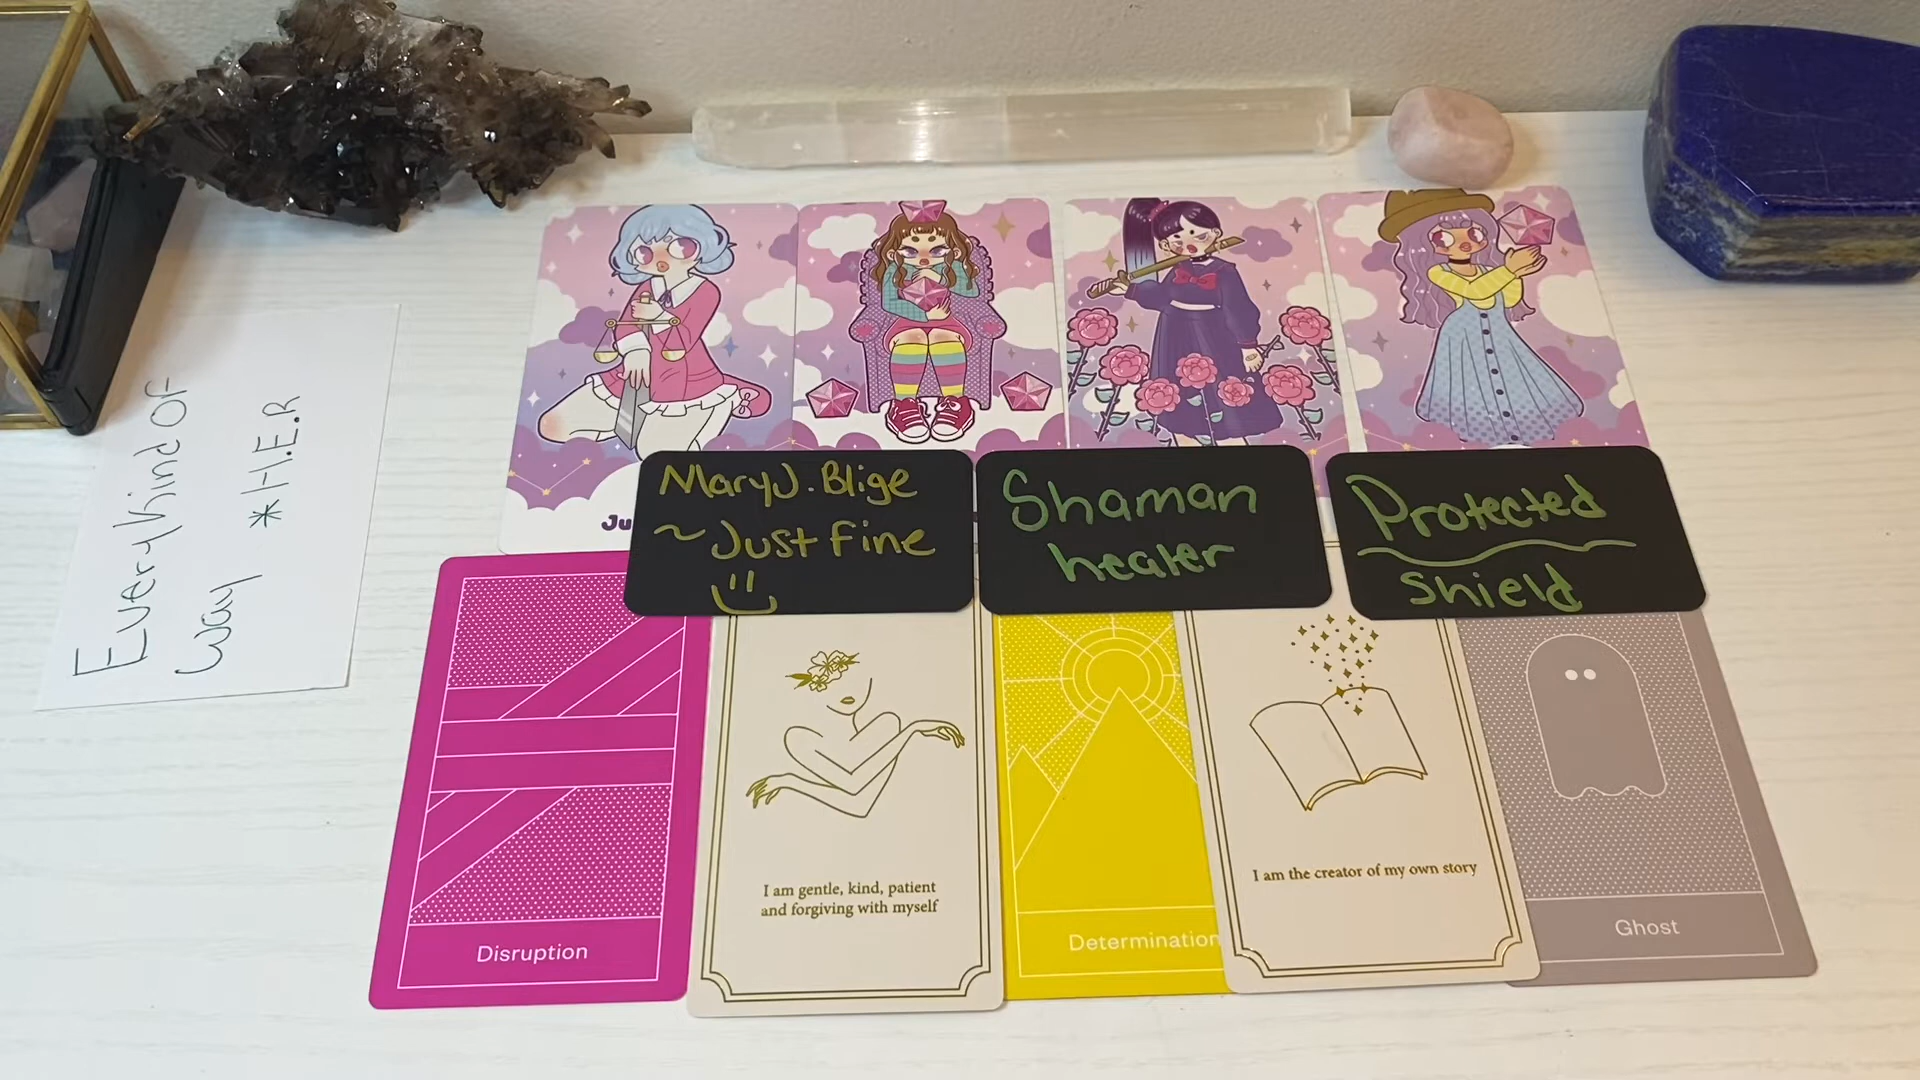 Every Kind OF
Way *H.E.R
Ju
MaryJ. Blige
~ Just Fine
Shaman
healer
Protected
Shield
Disruption
I am gentle, kind, patient
and forgiving with myself
Determination
I am the creator of my own story
Ghost